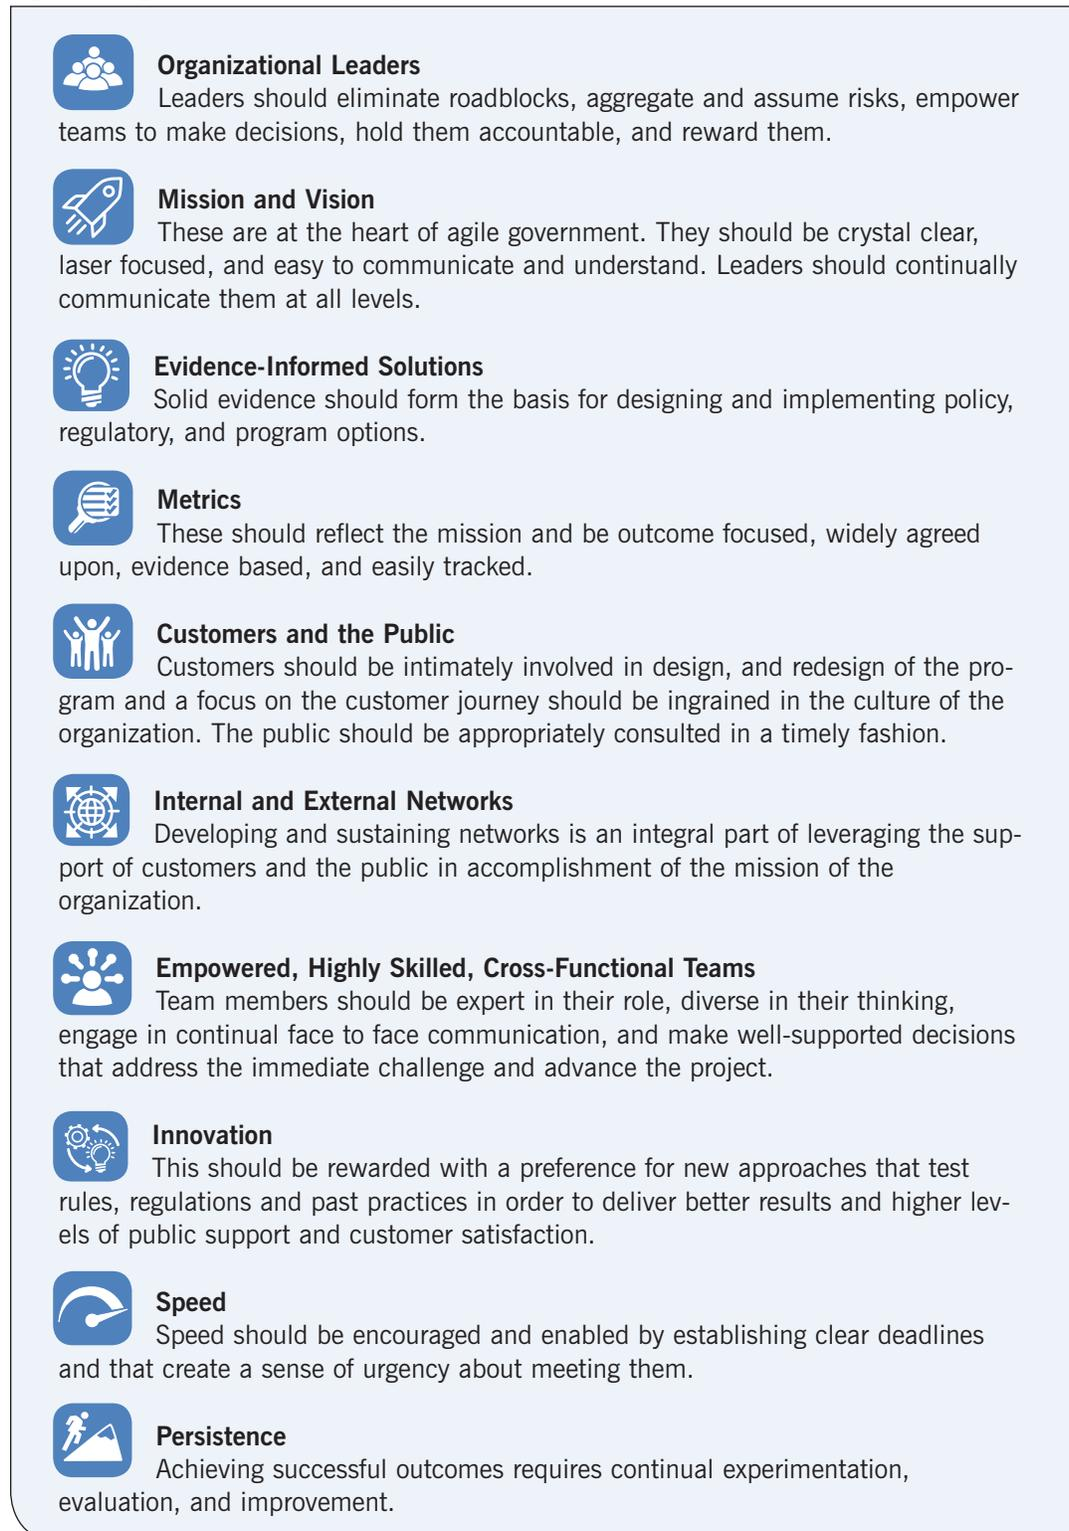 Organizational Leaders
Leaders should eliminate roadblocks, aggregate and assume risks, empower
teams to make decisions, hold them accountable, and reward them.
Mission and Vision
These are at the heart of agile government. They should be crystal clear,
laser focused, and easy to communicate and understand. Leaders should continually
communicate them at all levels.
Evidence-Informed Solutions
Solid evidence should form the basis for designing and implementing policy,
regulatory, and program options.
Metrics
These should reflect the mission and be outcome focused, widely agreed
upon, evidence based, and easily tracked.
Customers and the Public
Customers should be intimately involved in design, and redesign of the pro-
gram and a focus on the customer journey should be ingrained in the culture of the
organization. The public should be appropriately consulted in a timely fashion.
Internal and External Networks
Developing and sustaining networks is an integral part of leveraging the sup-
port of customers and the public in accomplishment of the mission of the
organization.
Empowered, Highly Skilled, Cross-Functional Teams
Team members should be expert in their role, diverse in their thinking,
engage in continual face to face communication, and make well-supported decisions
that address the immediate challenge and advance the project.
Innovation
This should be rewarded with a preference for new approaches that test
rules, regulations and past practices in order to deliver better results and higher lev-
els of public support and customer satisfaction.
Speed
Speed should be encouraged and enabled by establishing clear deadlines
and that create a sense of urgency about meeting them.
Persistence
Achieving successful outcomes requires continual experimentation,
evaluation, and improvement.